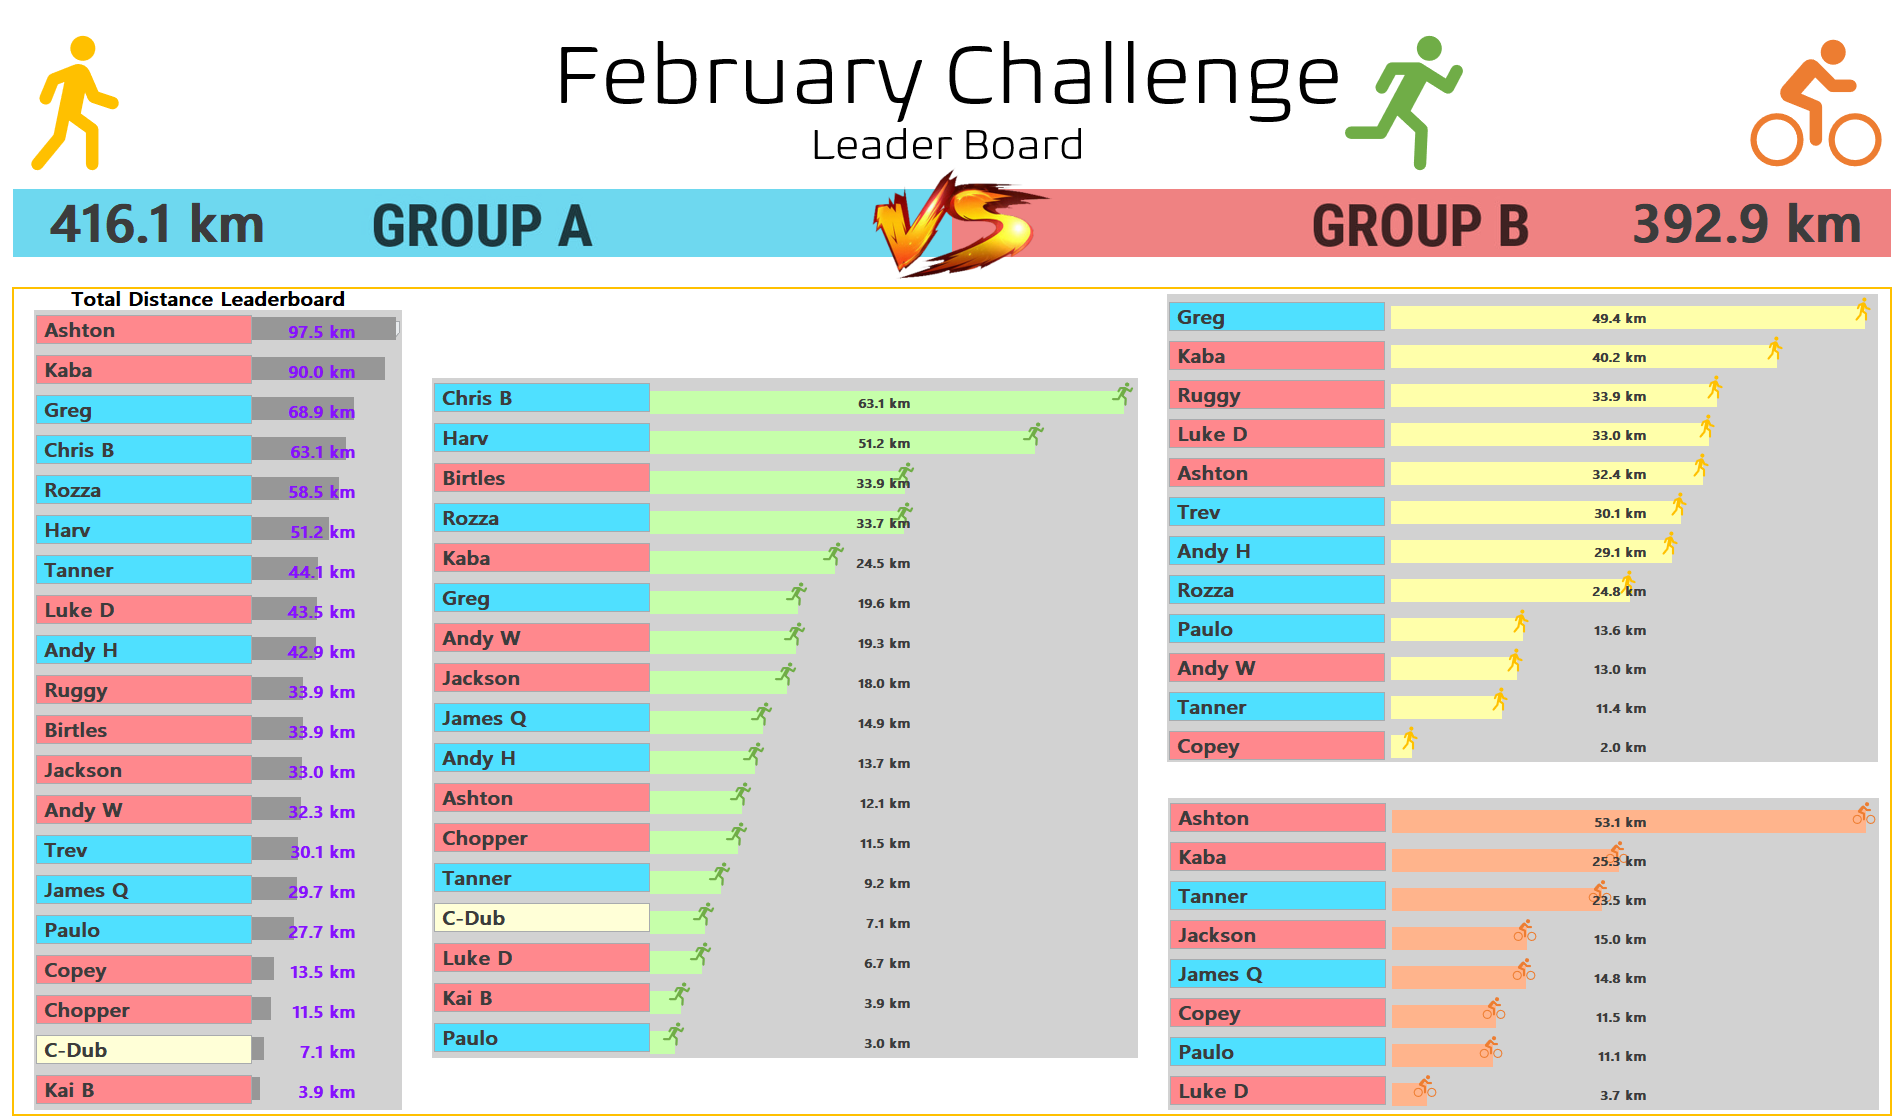 February Challenge
Leader Board
416.1 km GROUP A VS GROUP B 392.9 km
Total Distance Leaderboard
Ashton 97.5 km
Kaba 90.0 km
Greg 68.9 km
Chris B 63.1 km
Rozza 58.5 km
Harv 51.2 km
Tanner 44.1 km
Luke D 43.5 km
Andy H 42.9 km
Ruggy 33.9 km
Birtles 33.9 km
Jackson 33.0 km
Andy W 32.3 km
Trev 30.1 km
James Q 29.7 km
Paulo 27.7 km
Copey 13.5 km
Chopper 11.5 km
C-Dub 7.1 km
Kai B 3.9 km
Chris B 63.1 km
Harv 51.2 km
Birtles 33.9 km
Rozza 33.7 km
Kaba 24.5 km
Greg 19.6 km
Andy W 19.3 km
Jackson 18.0 km
James Q 14.9 km
Andy H 13.7 km
Ashton 12.1 km
Chopper 11.5 km
Tanner 9.2 km
C-Dub 7.1 km
Luke D 6.7 km
Kai B 3.9 km
Paulo 3.0 km
Greg 49.4 km
Kaba 40.2 km
Ruggy 33.9 km
Luke D 33.0 km
Ashton 32.4 km
Trev 30.1 km
Andy H 29.1 km
Rozza 24.8 km
Paulo 13.6 km
Andy W 13.0 km
Tanner 11.4 km
Copey 2.0 km
Ashton 53.1 km
Kaba 25.3 km
Tanner 23.5 km
Jackson 15.0 km
James Q 14.8 km
Copey 11.5 km
Paulo 11.1 km
Luke D 3.7 km